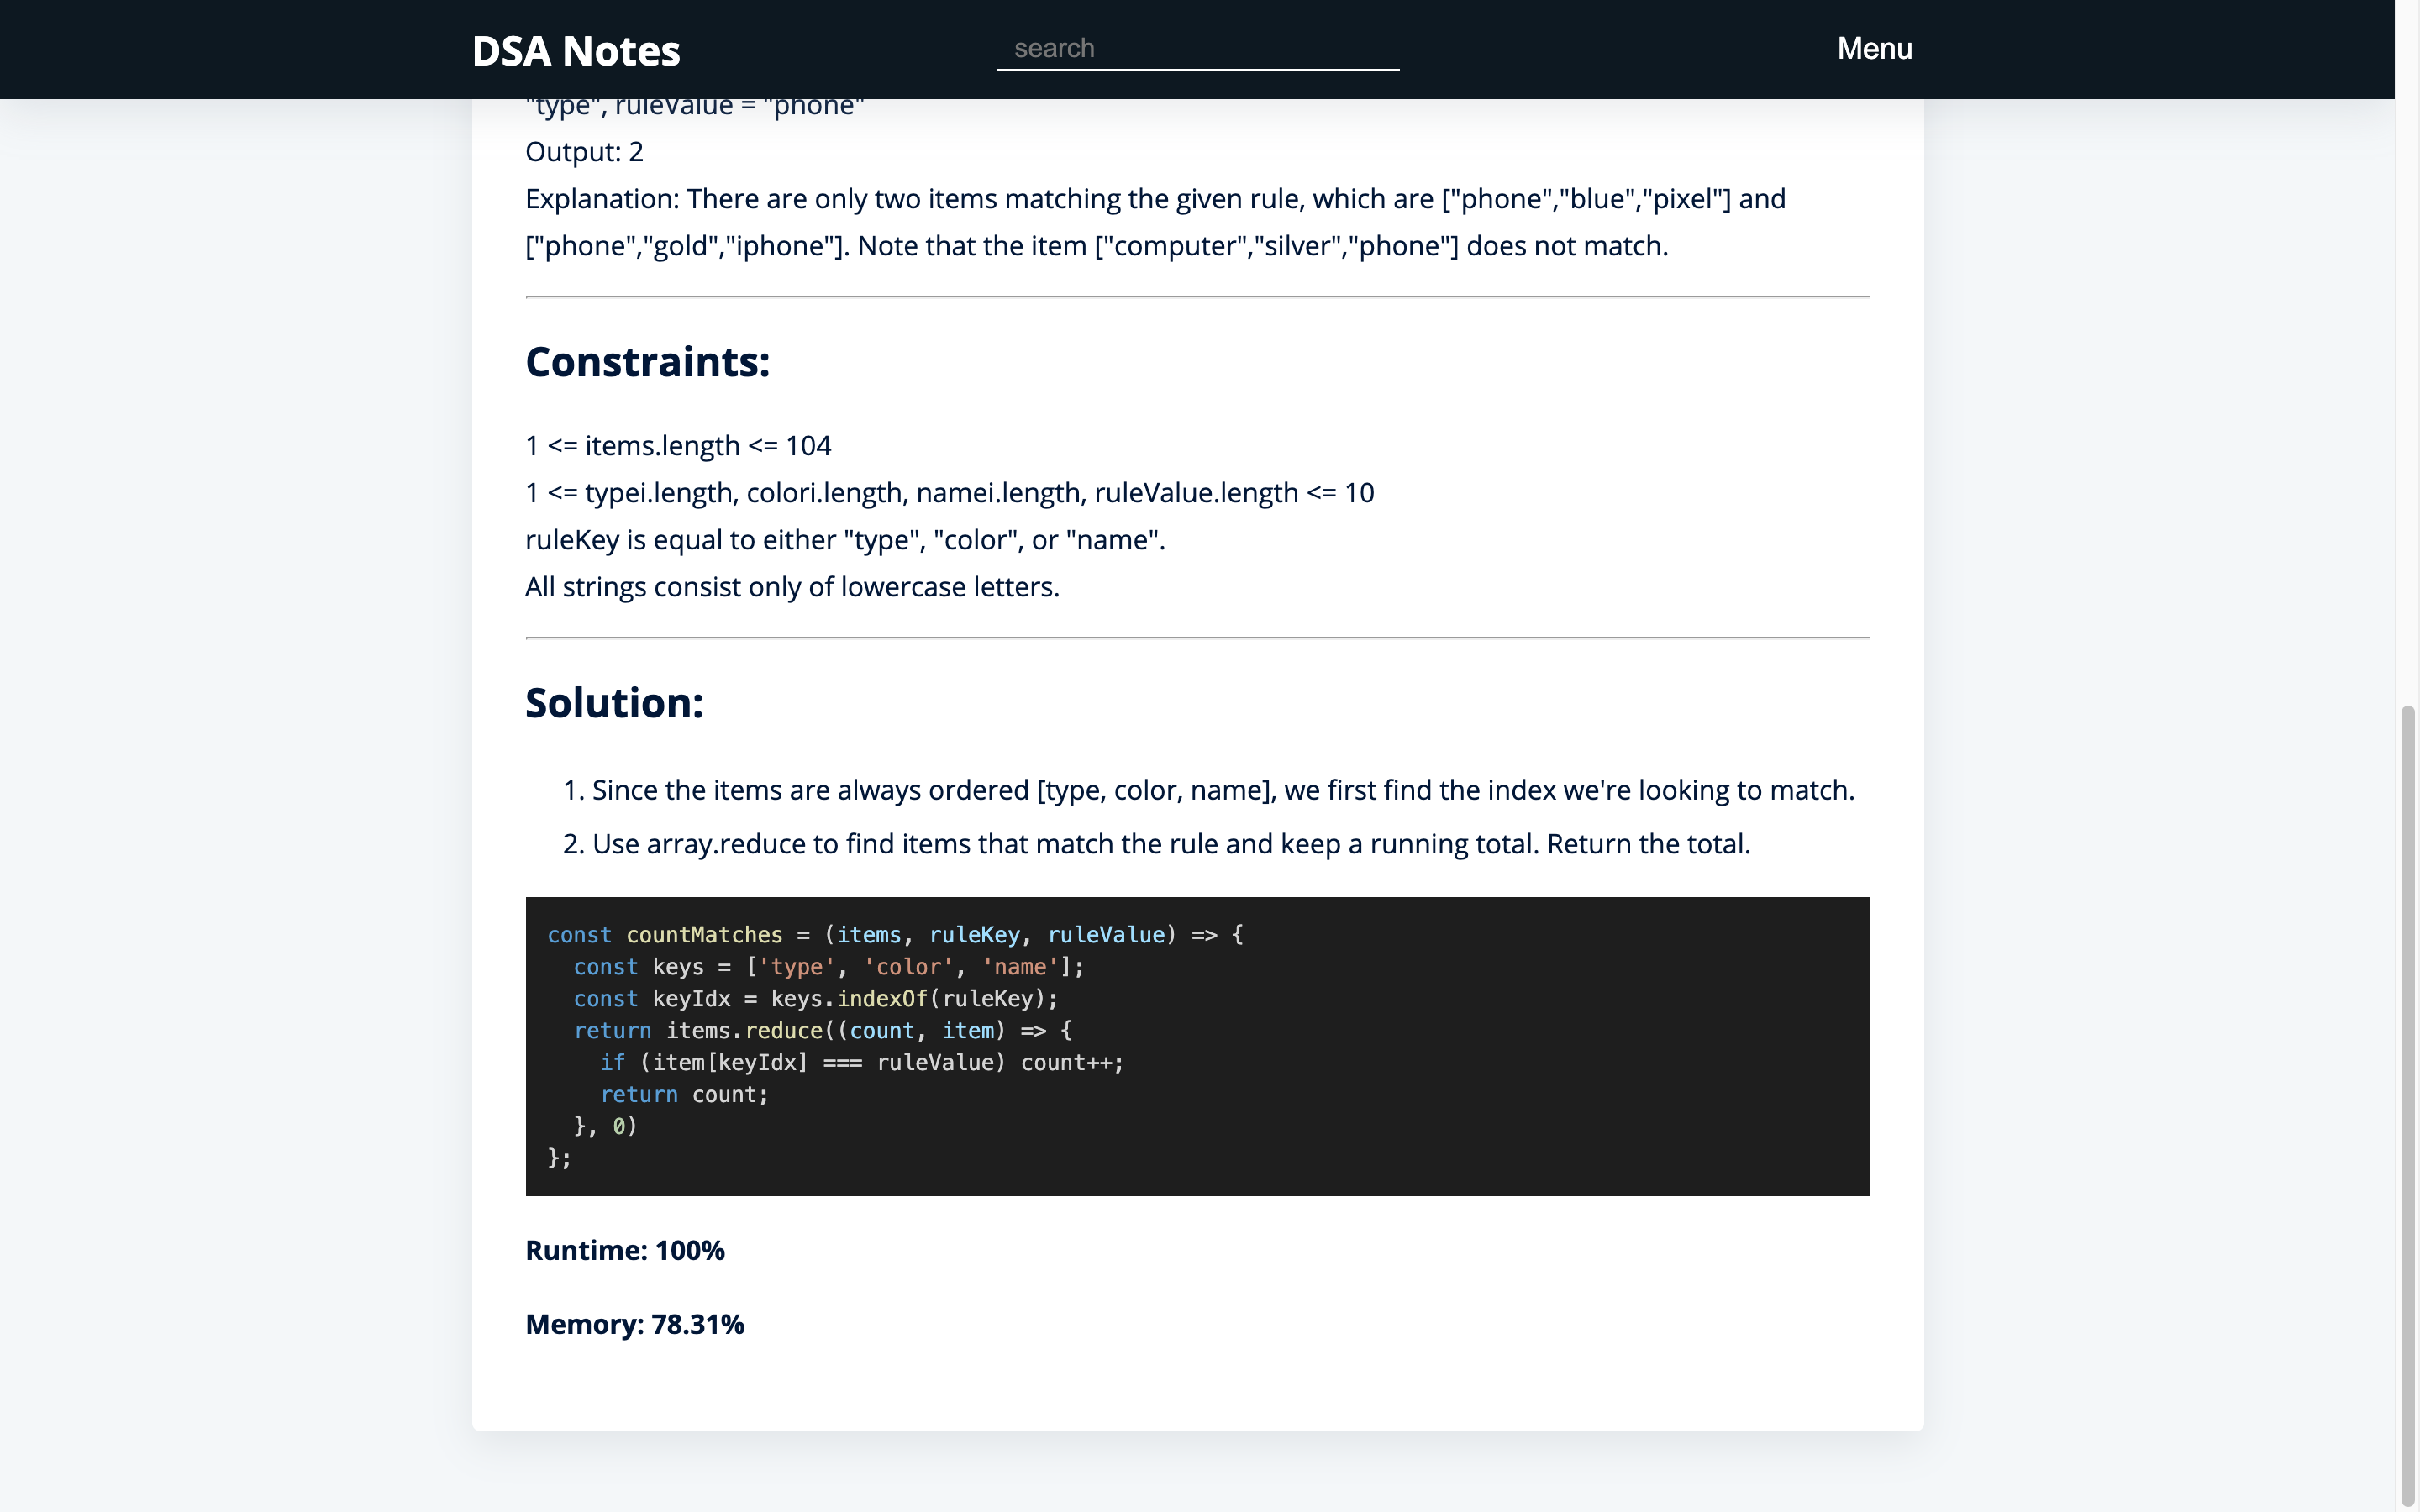 DSA Notes
search
Menu
"type", ruleValue = "phone"
Output: 2
Explanation: There are only two items matching the given rule, which are ["phone","blue","pixel"] and
["phone","gold","iphone"]. Note that the item ["computer","silver","phone"] does not match.
Constraints:
1 <= items.length <= 104
1 <= typei.length, colori.length, namei.length, ruleValue.length <= 10
ruleKey is equal to either "type", "color", or "name".
All strings consist only of lowercase letters.
Solution:
1. Since the items are always ordered [type, color, name], we first find the index we're looking to match.
2. Use array.reduce to find items that match the rule and keep a running total. Return the total.
const countMatches = (items, ruleKey, ruleValue) => {
  const keys = ['type', 'color', 'name'];
  const keyIdx = keys.indexOf(ruleKey);
  return items.reduce((count, item) => {
    if (item[keyIdx] === ruleValue) count++;
    return count;
  }, 0)
};
Runtime: 100%
Memory: 78.31%